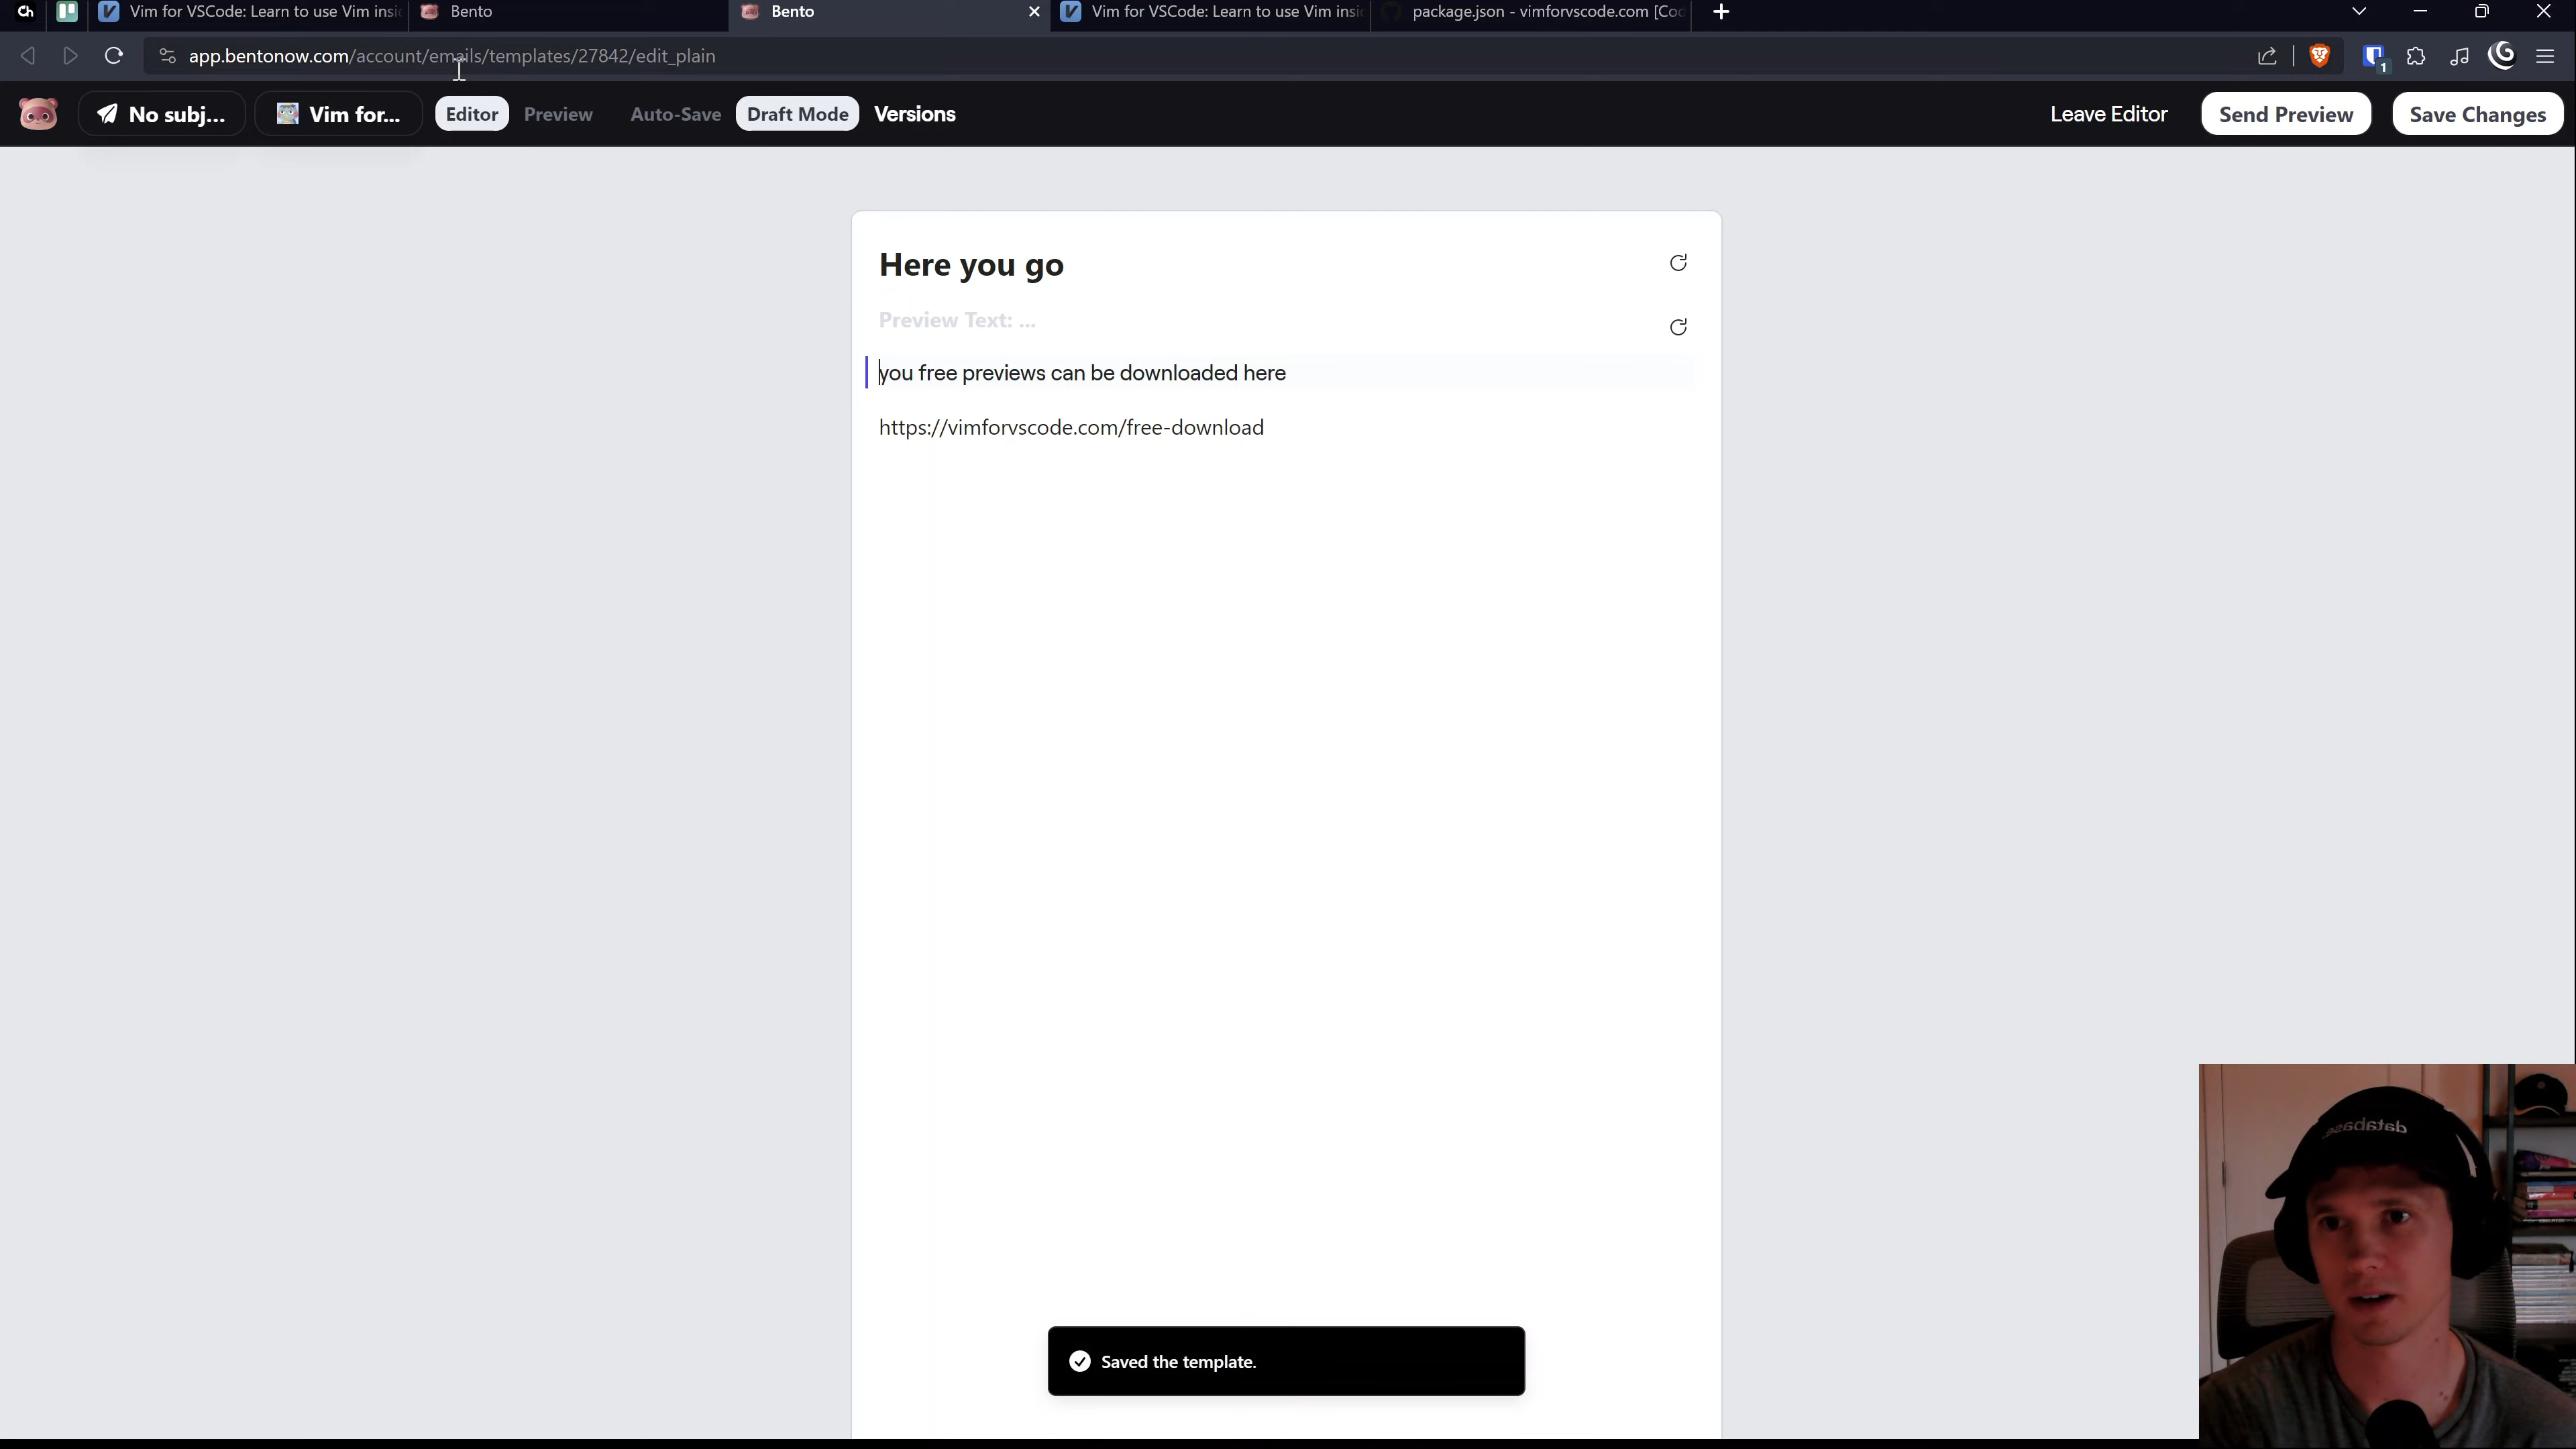 Vim for VSCode: Learn to use Vim insi
Bento
Bento
Vim for VSCode: Learn to use Vim insi
package.json - vimforvscode.com [Co
app.bentonow.com/account/emails/templates/27842/edit_plain
1
No subj...
Vim for...
Editor
Preview
Auto-Save
Draft Mode
Versions
Leave Editor
Send Preview
Save Changes
Here you go
Preview Text: ...
you free previews can be downloaded here
https://vimforvscode.com/free-download
Saved the template.
database